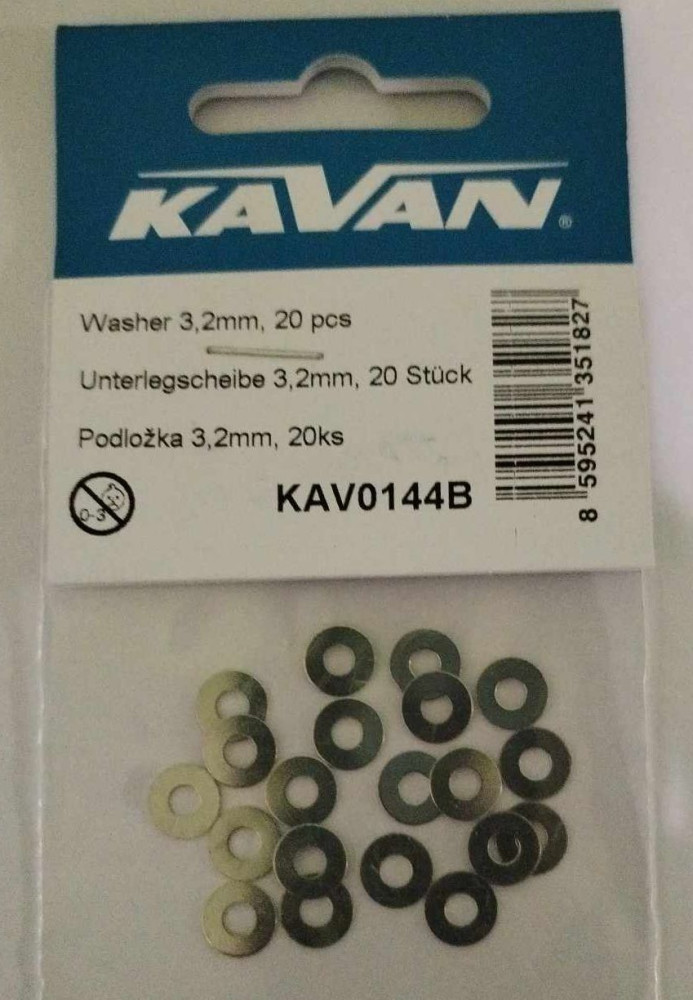 KAVAN®
Washer 3,2mm, 20 pcs
Unterlegscheibe 3,2mm, 20 Stück
Podložka 3,2mm, 20ks
0-3
KAV0144B
8 595241 351827